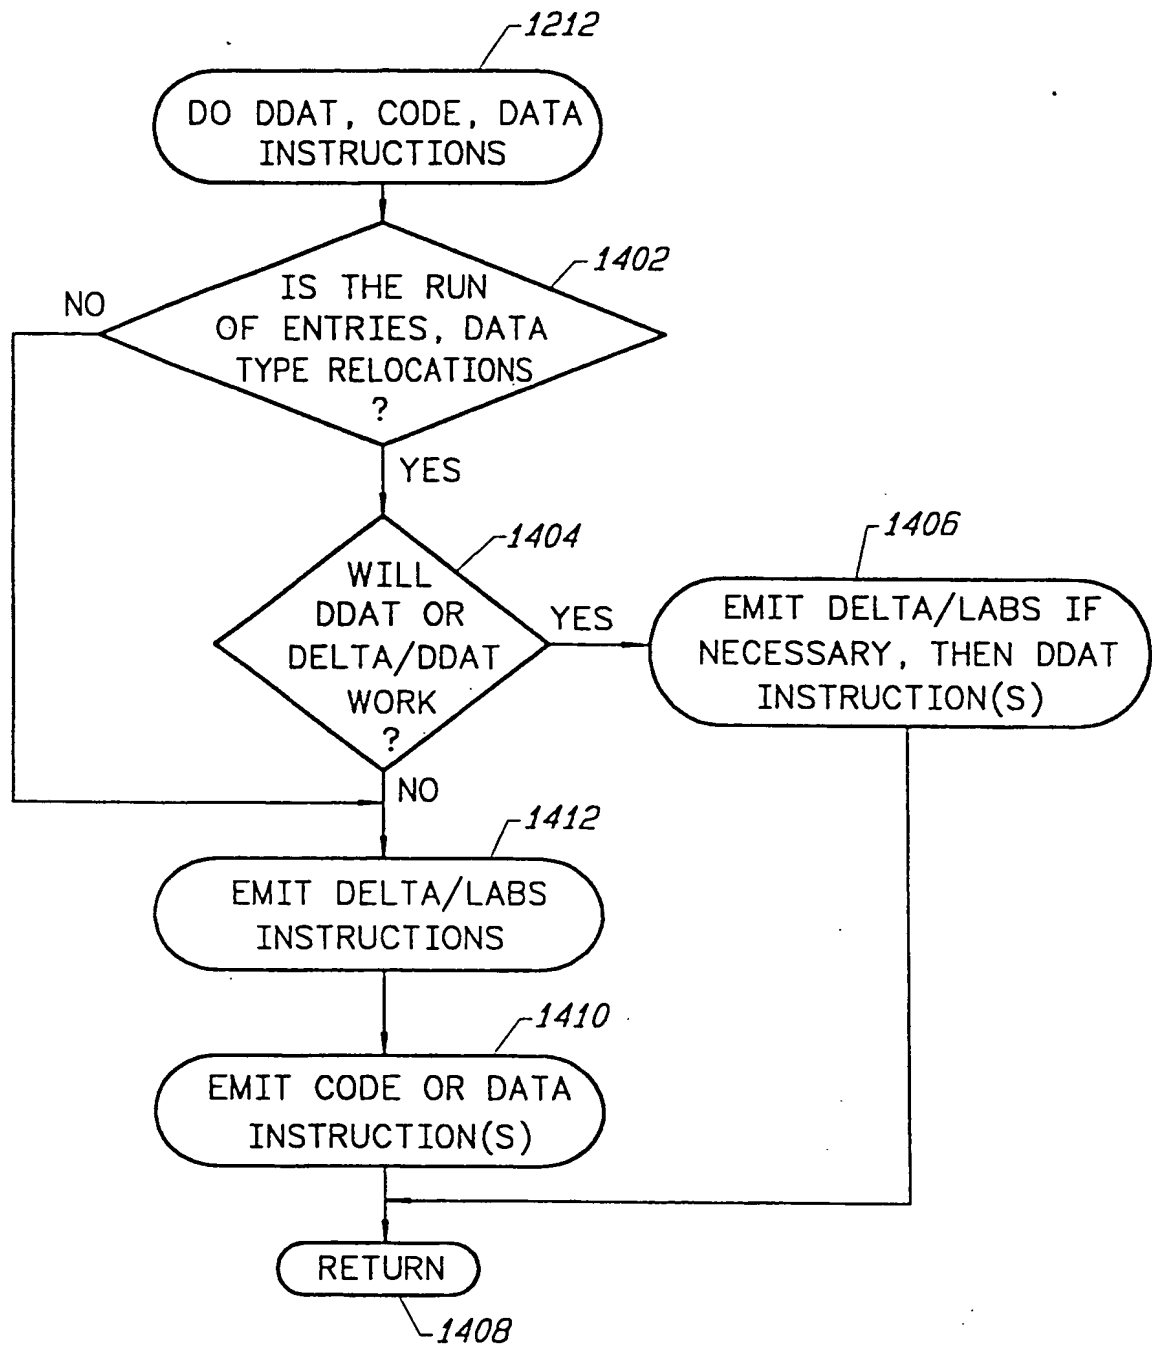 1212
DO DDAT, CODE, DATA
INSTRUCTIONS
1402
NO
IS THE RUN
OF ENTRIES, DATA
TYPE RELOCATIONS
?
YES
1404
1406
WILL
DDAT OR
DELTA/DDAT
WORK
?
YES
EMIT DELTA/LABS IF
NECESSARY, THEN DDAT
INSTRUCTION(S)
NO
1412
EMIT DELTA/LABS
INSTRUCTIONS
1410
EMIT CODE OR DATA
INSTRUCTION(S)
RETURN
1408